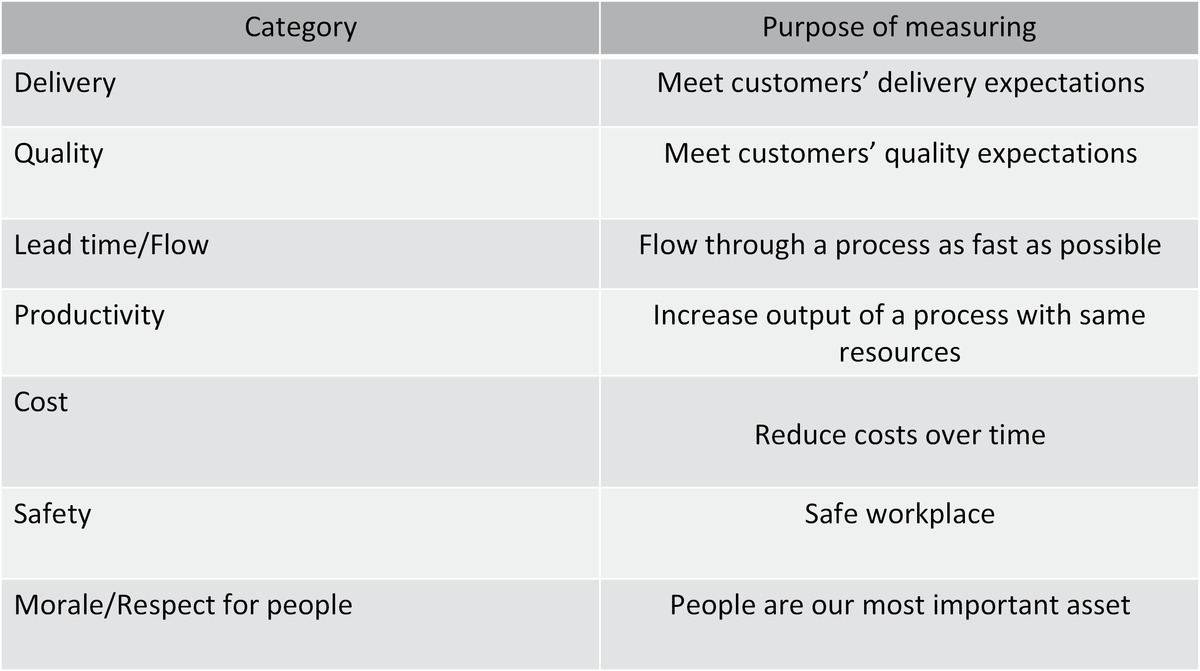 Category
Purpose of measuring
Delivery
Meet customers’ delivery expectations
Quality
Meet customers’ quality expectations
Lead time/Flow
Flow through a process as fast as possible
Productivity
Increase output of a process with same
resources
Cost
Reduce costs over time
Safety
Safe workplace
Morale/Respect for people
People are our most important asset